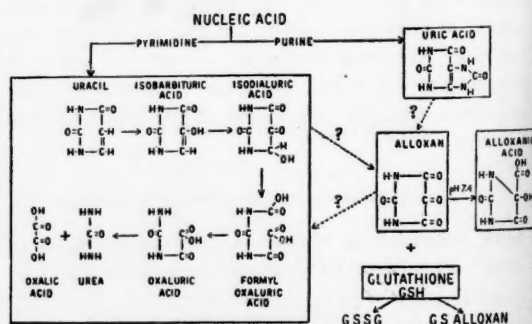 NUCLEIC ACID
PYRIMIDINE PURINE
URIC ACID
URACIL
ISOBARBITURIC
ACID
ISODIALURIC
ACID
?
?
ALLOXAN
ALLOXANIC
ACID
pH 7.4
?
+
OXALIC
ACID
UREA
OXALURIC
ACID
FORMYL
OXALURIC
ACID
+
GLUTATHIONE
GSH
GSSG
GS ALLOXAN